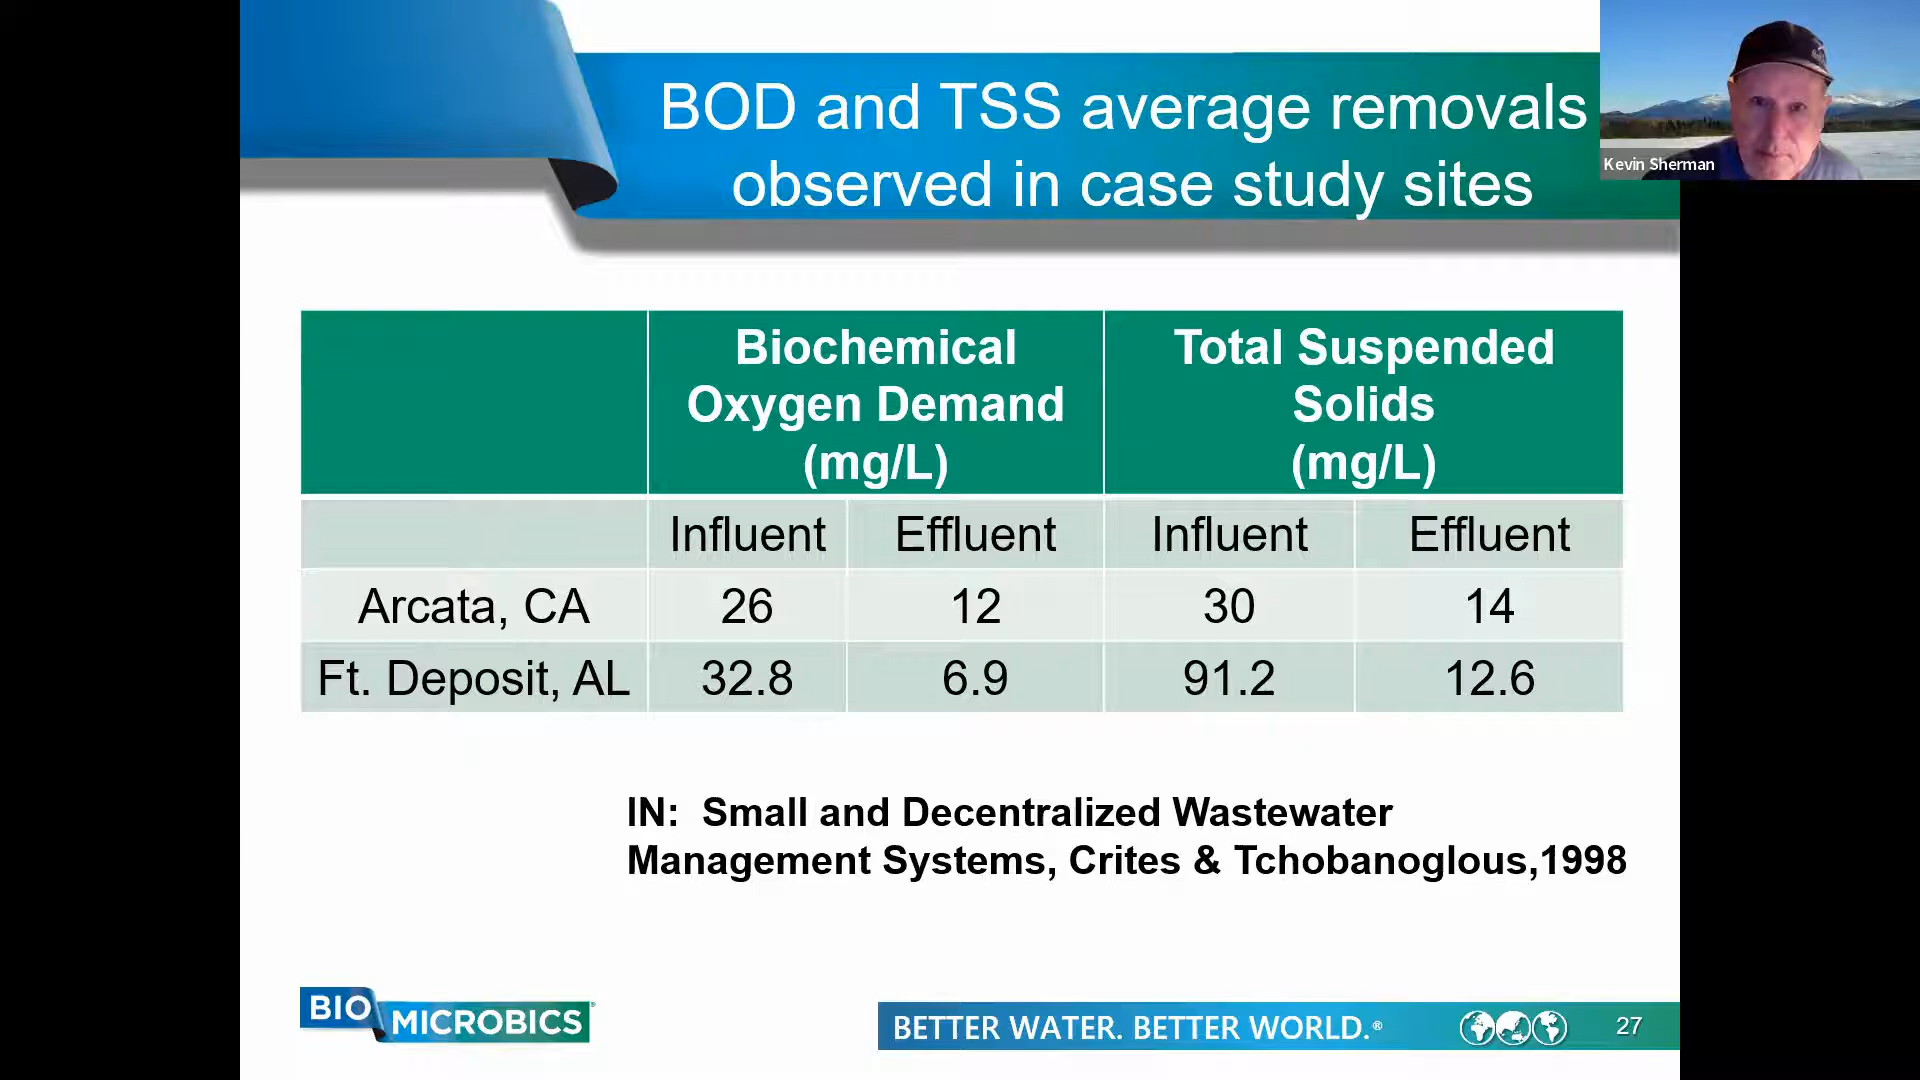 BOD and TSS average removals
observed in case study sites
Kevin Sherman
Biochemical
Oxygen Demand
(mg/L)
Total Suspended
Solids
(mg/L)
Influent Effluent Influent Effluent
Arcata, CA 26 12 30 14
Ft. Deposit, AL 32.8 6.9 91.2 12.6
IN: Small and Decentralized Wastewater
Management Systems, Crites & Tchobanoglous,1998
BIO MICROBICS®
BETTER WATER. BETTER WORLD.®
27